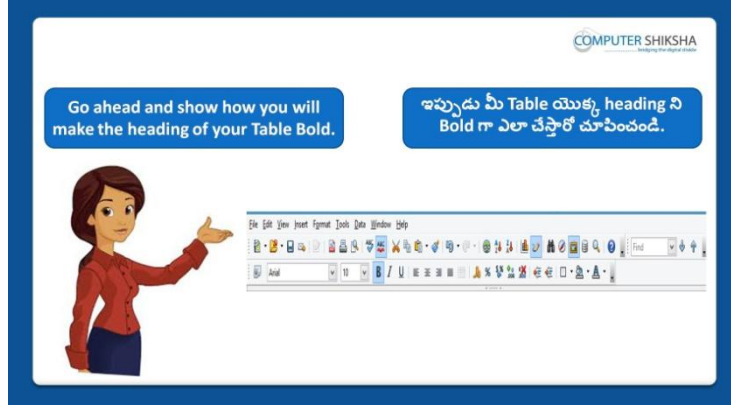 COMPUTER SHIKSHA
Bridging the digital divide
Go ahead and show how you will
make the heading of your Table Bold.
ఇప్పుడు మీ Table యొక్క heading ని
Bold గా ఎలా చేస్తారో చూపించండి.
File Edit View Insert Format Tools Data Window Help
Find
Arial 10 B I U